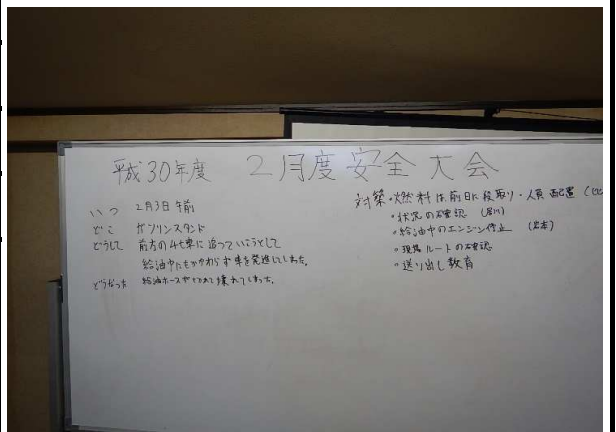 平成30年度 2月度 安全大会
いつ 2月3日午前
どこ ガソリンスタンド
どうして 前方の4t車に追っていこうとして
給油中にもかかわらず車を発進してしまった。
どうなった 給油ホースが 壊れてしまった。
対策・燃料は前日に段取り・人員配置
・状況の確認
・給油中のエンジン停止 (岩本)
・現場ルートの確認
・送り出し教育